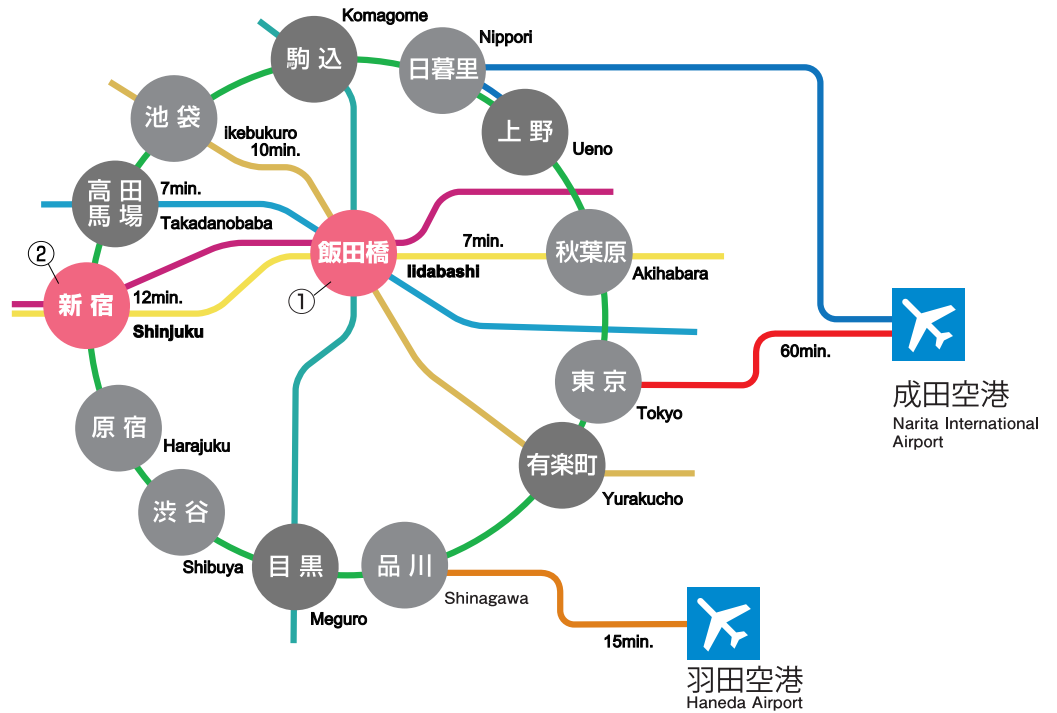 Komagome
駒込
Nippori
日暮里
池袋
ikebukuro
10min.
上野
Ueno
高田
馬場
7min.
Takadanobaba
飯田橋
Iidabashi
①
7min.
秋葉原
Akihabara
②
新宿
12min.
Shinjuku
60min.
成田空港
Narita International
Airport
東京
Tokyo
原宿
Harajuku
有楽町
Yurakucho
渋谷
Shibuya
目黒
Meguro
品川
Shinagawa
15min.
羽田空港
Haneda Airport